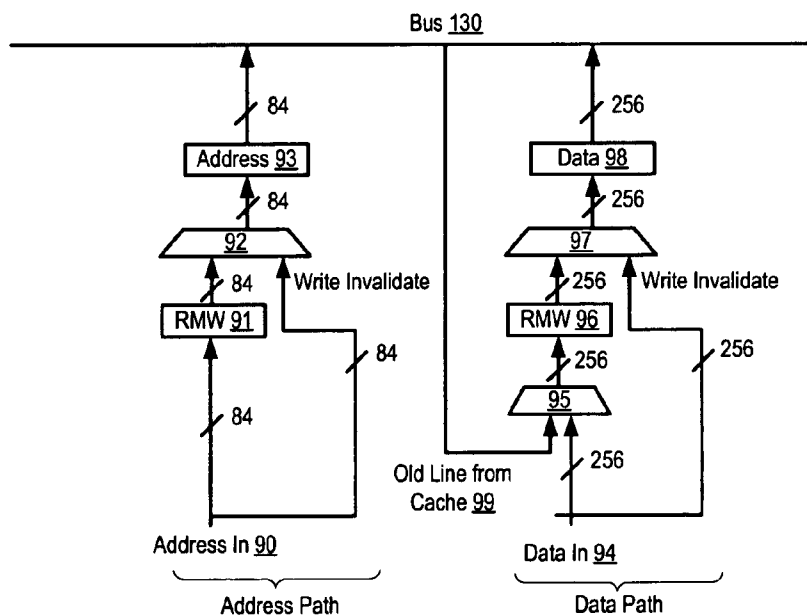 Bus 130
84
256
Address 93
Data 98
84
256
92
97
84
Write Invalidate
256
Write Invalidate
RMW 91
RMW 96
84
256
256
84
95
256
Old Line from
Cache 99
Address In 90
Data In 94
Address Path
Data Path